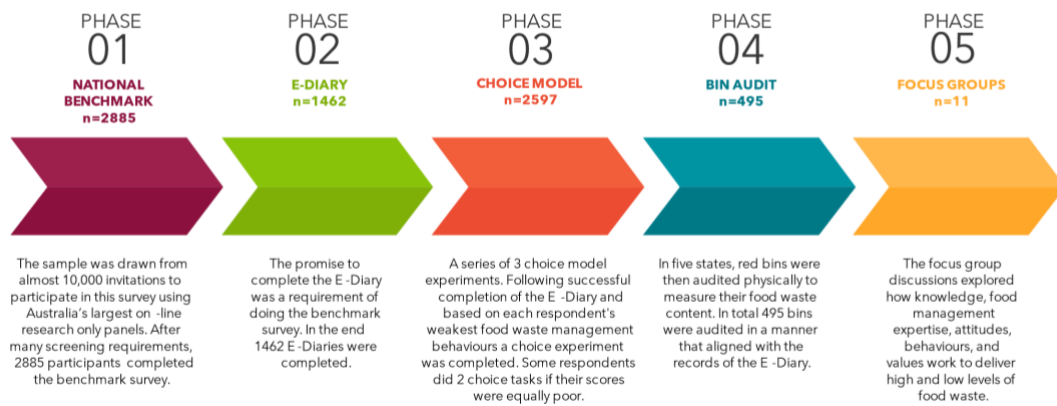 PHASE
01
NATIONAL
BENCHMARK
n=2885
The sample was drawn from
almost 10,000 invitations to
participate in this survey using
Australia's largest on -line
research only panels. After
many screening requirements,
2885 participants completed
the benchmark survey.
PHASE
02
E-DIARY
n=1462
The promise to
complete the E -Diary
was a requirement of
doing the benchmark
survey. In the end
1462 E -Diaries were
completed.
PHASE
03
CHOICE MODEL
n=2597
A series of 3 choice model
experiments. Following successful
completion of the E -Diary and
based on each respondent's
weakest food waste management
behaviours a choice experiment
was completed. Some respondents
did 2 choice tasks if their scores
were equally poor.
PHASE
04
BIN AUDIT
n=495
In five states, red bins were
then audited physically to
measure their food waste
content. In total 495 bins
were audited in a manner
that aligned with the
records of the E -Diary.
PHASE
05
FOCUS GROUPS
n=11
The focus group
discussions explored
how knowledge, food
management
expertise, attitudes,
behaviours, and
values work to deliver
high and low levels of
food waste.